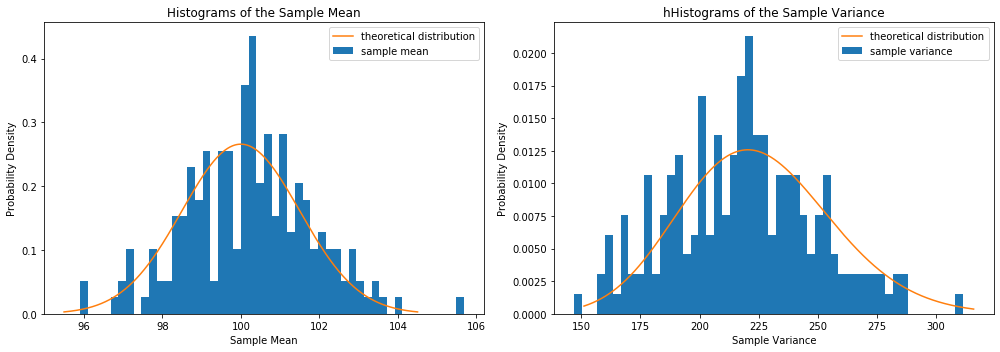 Histograms of the Sample Mean
theoretical distribution
sample mean
Probability Density
0.4
0.3
0.2
0.1
0.0
96
98
100
102
104
106
Sample Mean
hHistograms of the Sample Variance
theoretical distribution
sample variance
Probability Density
0.0200
0.0175
0.0150
0.0125
0.0100
0.0075
0.0050
0.0025
0.0000
150
175
200
225
250
275
300
Sample Variance